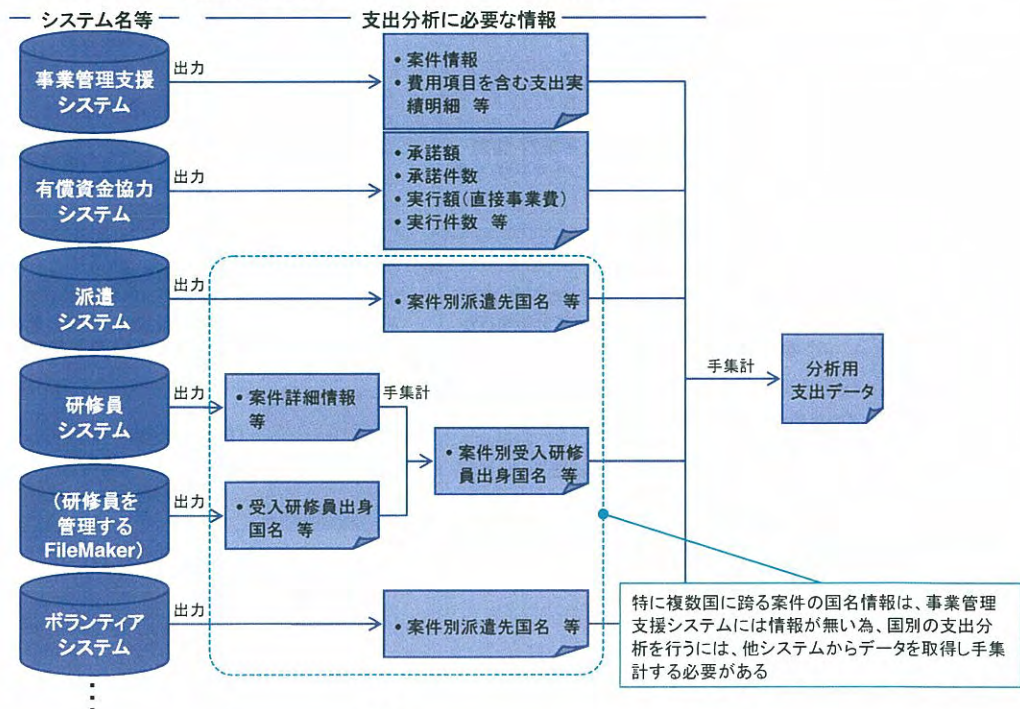 システム名等
支出分析に必要な情報
事業管理支援
システム
出力
• 案件情報
• 費用項目を含む支出実
績明細 等
有償資金協力
システム
出力
• 承諾額
• 承諾件数
• 実行額(直接事業費)
• 実行件数 等
派遣
システム
出力
• 案件別派遣先国名 等
研修員
システム
出力
• 案件詳細情報
等
手集計
• 案件別受入研修
員出身国名 等
(研修員を
管理する
FileMaker)
出力
• 受入研修員出身
国名 等
ボランティア
システム
出力
• 案件別派遣先国名 等
手集計
分析用
支出データ
特に複数国に跨る案件の国名情報は、事業管理
支援システムには情報が無い為、国別の支出分
析を行うには、他システムからデータを取得し手集
計する必要がある